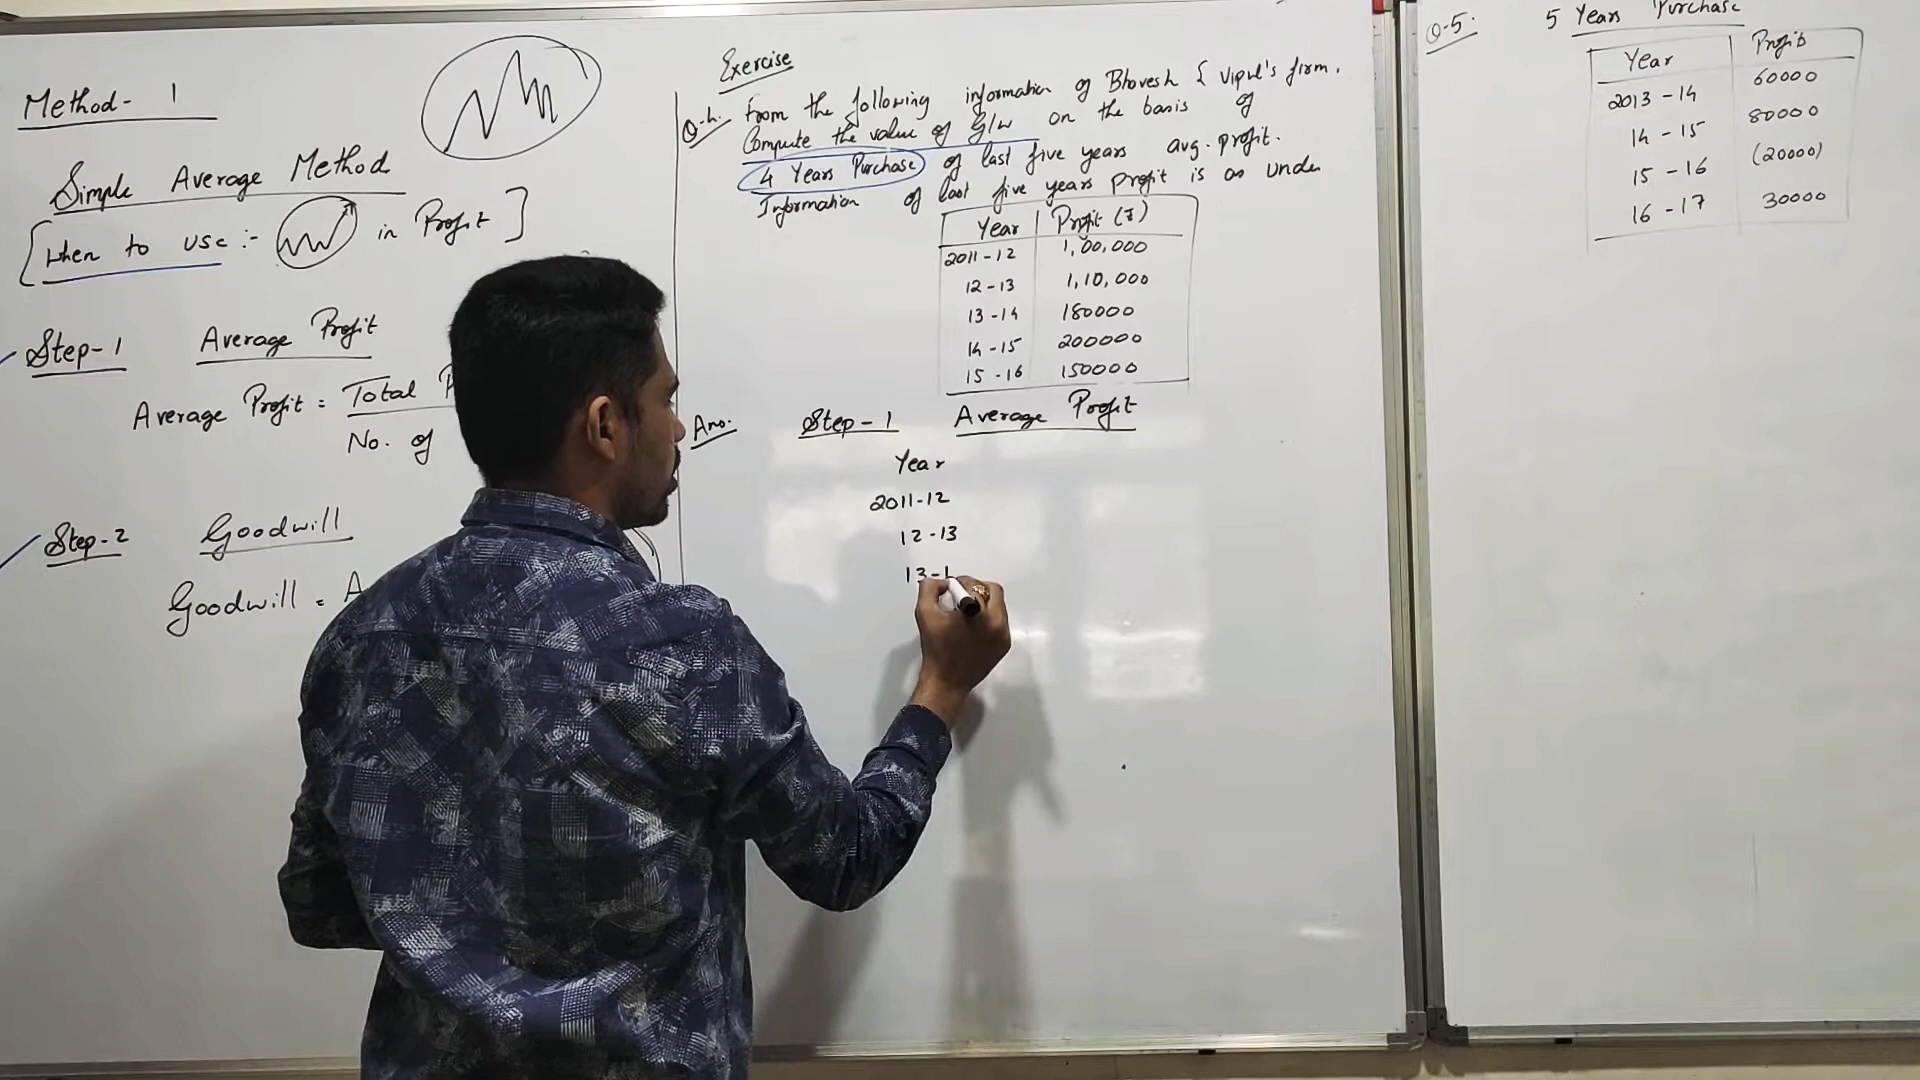 Method - 1
Simple Average Method
[When to use :- in Profit]
Step-1 Average Profit
Average Profit = Total
No. of
Step-2 Goodwill
Goodwill =
Exercise
Q-4. From the following information of Bhavesh & Vipul's firm.
Compute the value of G/w on the basis of
4 Years Purchase of last five years avg. profit.
Information of last five years profit is as under
Year Profit (₹)
2011-12 1,00,000
12-13 1,10,000
13-14 180000
14-15 200000
15-16 150000
Ans. Step-1 Average Profit
Year
2011-12
12-13
13-1
Q-5. 5 Years Purchase
Year Profit
2013-14 60000
14-15 80000
15-16 (20000)
16-17 30000